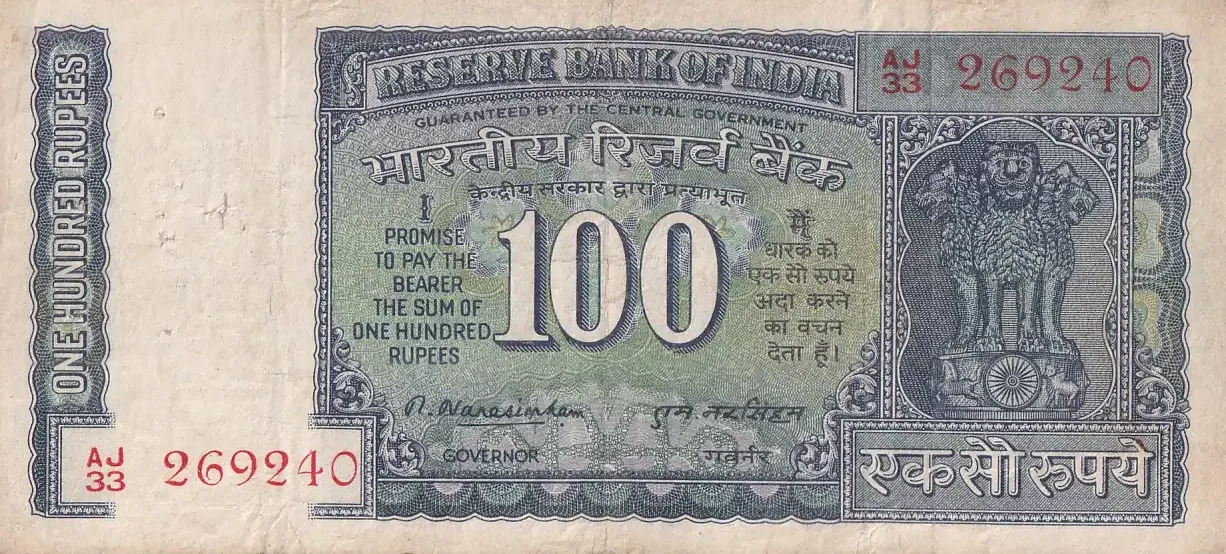 ONE HUNDRED RUPEES
RESERVE BANK OF INDIA
AJ 33 269240
GUARANTEED BY THE CENTRAL GOVERNMENT
भारतीय रिज़र्व बैंक
केन्द्रीय सरकार द्वारा प्रत्याभूत
I
PROMISE
TO PAY THE
BEARER
THE SUM OF
ONE HUNDRED
RUPEES
100
मैं
धारक को
एक सौ रुपये
अदा करने
का वचन
देता हूँ।
M. Narasimham
एम. नरसिंहम
GOVERNOR
गवर्नर
AJ 33 269240
एक सौ रुपये